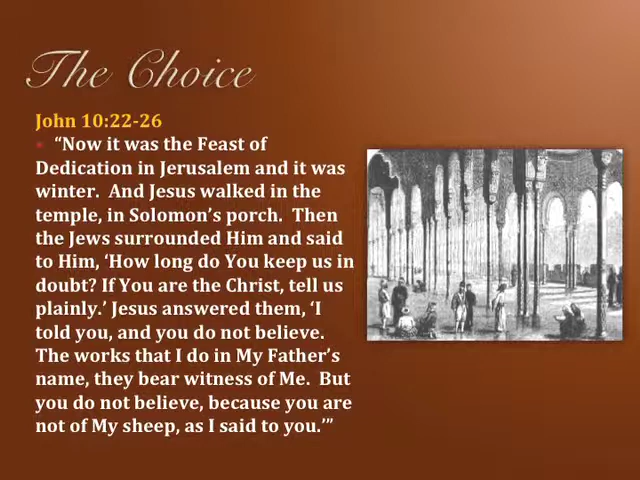 The Choice
John 10:22-26
• “Now it was the Feast of
Dedication in Jerusalem and it was
winter.  And Jesus walked in the
temple, in Solomon’s porch.  Then
the Jews surrounded Him and said
to Him, ‘How long do You keep us in
doubt? If You are the Christ, tell us
plainly.’ Jesus answered them, ‘I
told you, and you do not believe.
The works that I do in My Father’s
name, they bear witness of Me.  But
you do not believe, because you are
not of My sheep, as I said to you.’”